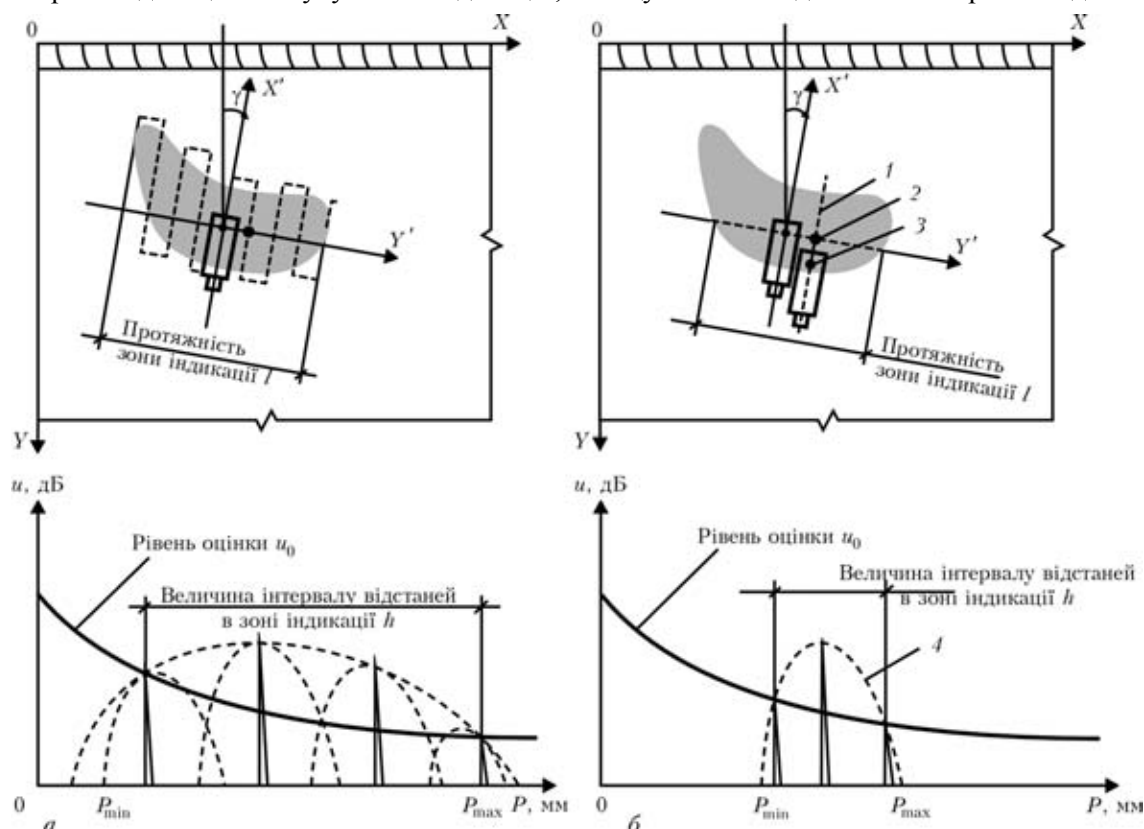 0
X
X'
γ
Y'
Протяжність
зони індикації l
Y
0
X
X'
γ
1
2
3
Y'
Протяжність
зони індикації l
Y
u, дБ
Рівень оцінки u₀
Величина інтервалу відстаней
в зоні індикації h
0
Pmin
Pmax
P, мм
а
u, дБ
Рівень оцінки u₀
Величина інтервалу відстаней
в зоні індикації h
4
0
Pmin
Pmax
P, мм
б